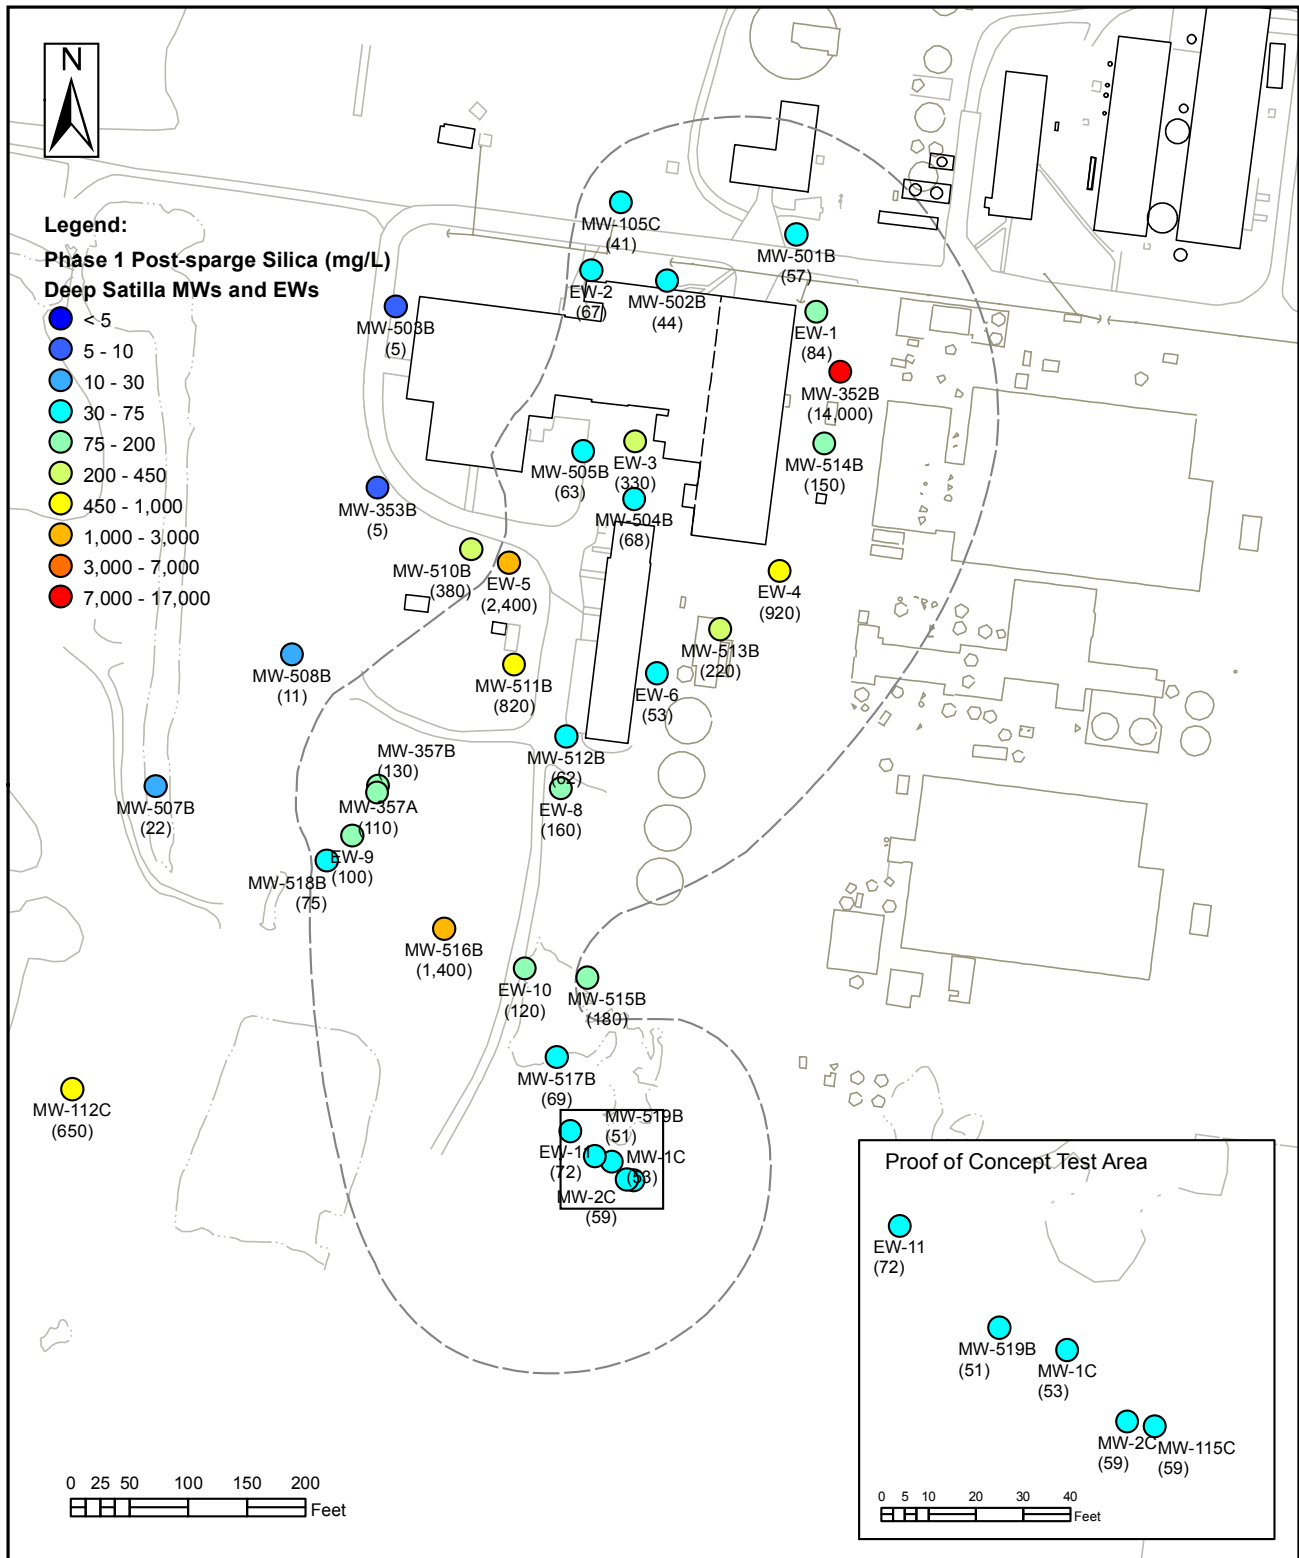 N
Legend:
Phase 1 Post-sparge Silica (mg/L)
Deep Satilla MWs and EWs
< 5
5 - 10
10 - 30
30 - 75
75 - 200
200 - 450
450 - 1,000
1,000 - 3,000
3,000 - 7,000
7,000 - 17,000
MW-105C
(41)
MW-501B
(57)
EW-2
(67)
MW-502B
(44)
MW-503B
(5)
EW-1
(84)
MW-352B
(14,000)
MW-514B
(150)
MW-505B
(63)
EW-3
(330)
MW-504B
(68)
MW-353B
(5)
MW-510B
(380)
EW-5
(2,400)
EW-4
(920)
MW-513B
(220)
MW-508B
(11)
MW-511B
(820)
EW-6
(53)
MW-512B
(62)
MW-357B
(130)
MW-357A
(110)
MW-507B
(22)
EW-8
(160)
EW-9
(100)
MW-518B
(75)
MW-516B
(1,400)
EW-10
(120)
MW-515B
(180)
MW-517B
(69)
MW-112C
(650)
MW-519B
(51)
EW-11
(72)
MW-1C
(53)
MW-2C
(59)
Proof of Concept Test Area
EW-11
(72)
MW-519B
(51)
MW-1C
(53)
MW-2C
(59)
MW-115C
(59)
0 5 10 20 30 40
Feet
0 25 50 100 150 200
Feet